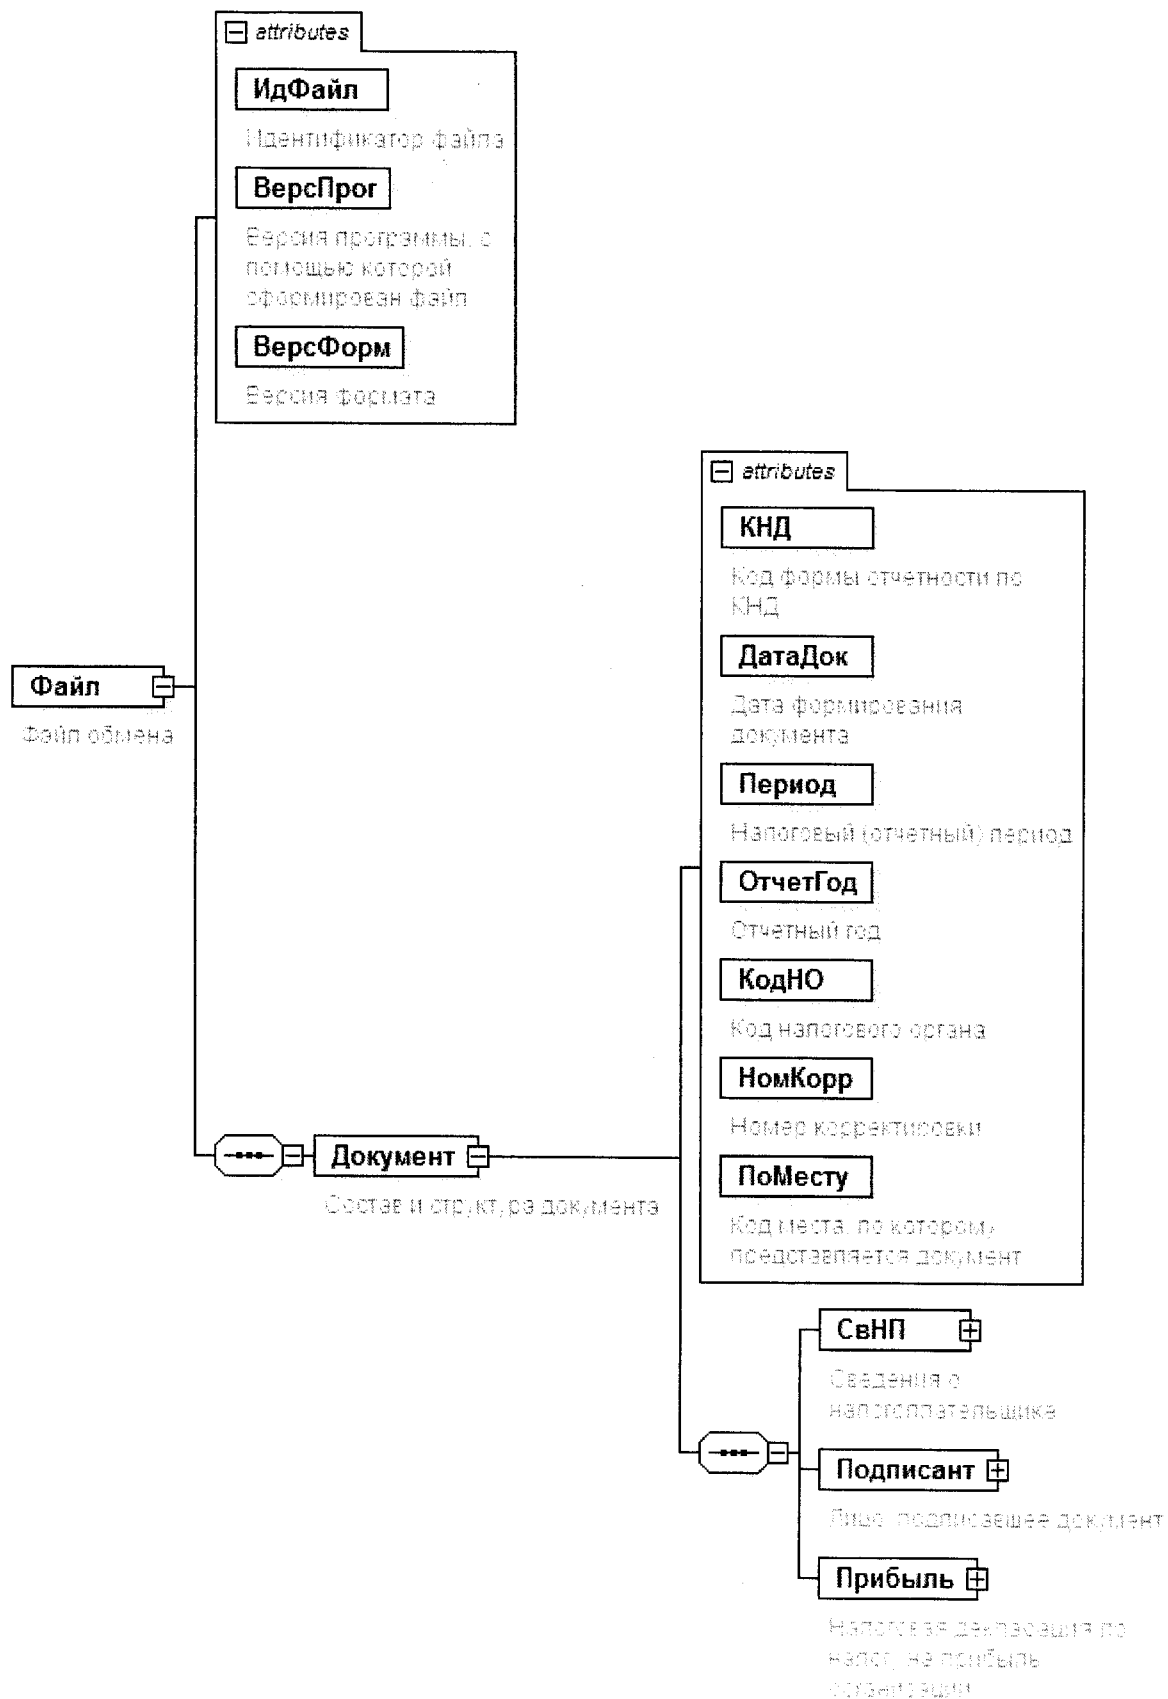 attributes
ИдФайл
Идентификатор файла
ВерсПрог
Версия программы, с
помощью которой
сформирован файл
ВерсФорм
Версия формата
attributes
КНД
Код формы отчетности по
КНД
Файл
Файл обмена
ДатаДок
Дата формирования
документа
Период
Налоговый (отчетный) период
ОтчетГод
Отчетный год
КодНО
Код налогового органа
НомКорр
Номер корректировки
Документ
Состав и структура документа
ПоМесту
Код места, по которому
представляется документ
СвНП
Сведения о
налогоплательщике
Подписант
Лицо, подписавшее документ
Прибыль
Налоговая декларация по
налогу на прибыль
организаций